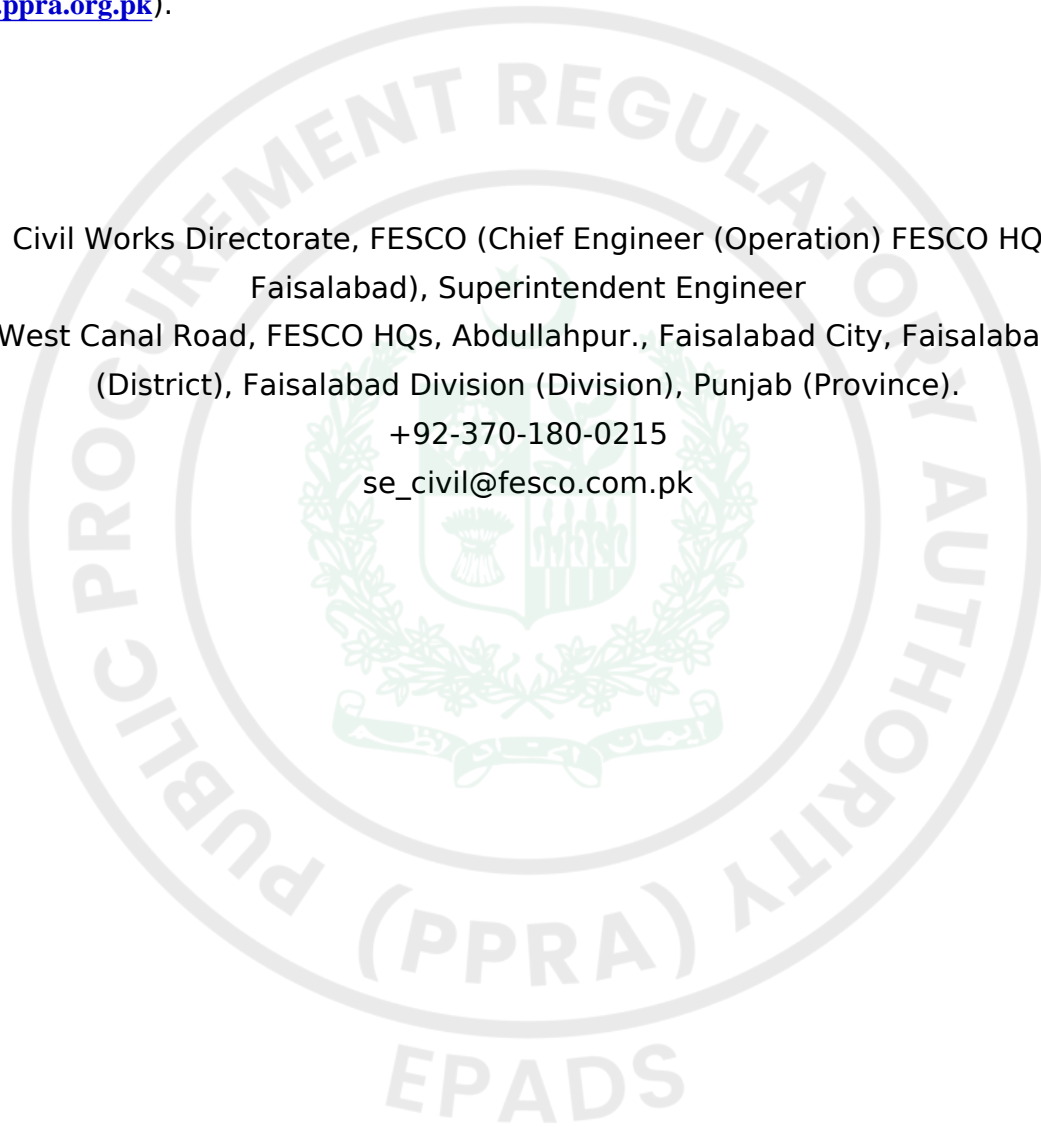 .ppra.org.pk).
Civil Works Directorate, FESCO (Chief Engineer (Operation) FESCO HQ
Faisalabad), Superintendent Engineer
West Canal Road, FESCO HQs, Abdullahpur., Faisalabad City, Faisalaba
(District), Faisalabad Division (Division), Punjab (Province).
+92-370-180-0215
se_civil@fesco.com.pk
PUBLIC PROCUREMENT REGULATORY AUTHORITY
(PPRA)
EPADS